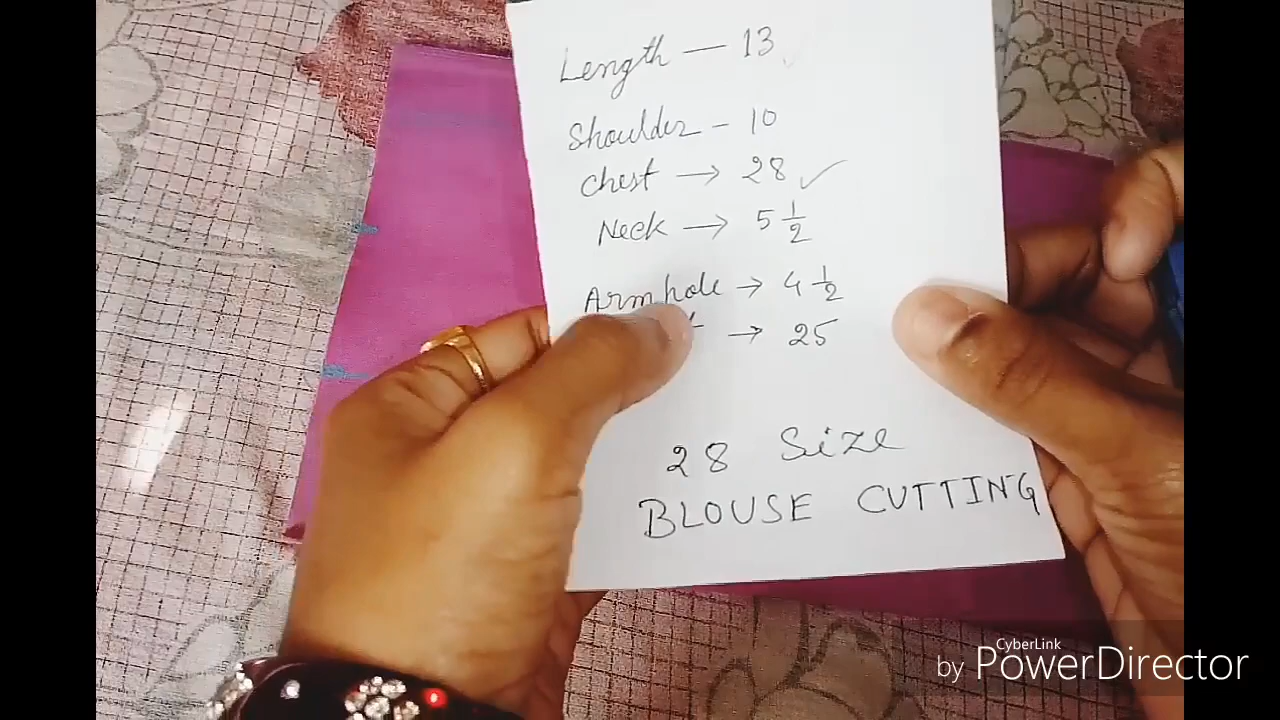 Length — 13
Shoulder - 10
Chest → 28 ✓
Neck → 5 1/2
Armhole → 4 1/2
→ 25
28 Size
BLOUSE CUTTING
CyberLink
by PowerDirector